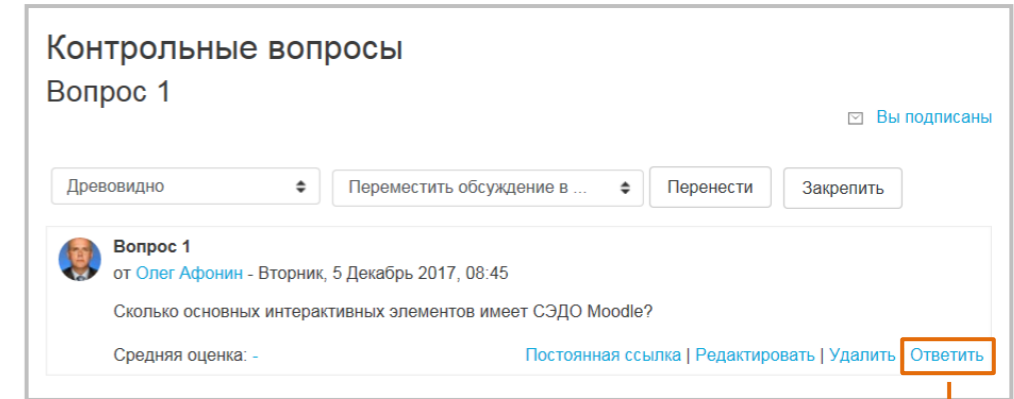 Контрольные вопросы
Вопрос 1
Вы подписаны
Древовидно Переместить обсуждение в ... Перенести Закрепить
Вопрос 1
от Олег Афонин - Вторник, 5 Декабрь 2017, 08:45
Сколько основных интерактивных элементов имеет СЭДО Moodle?
Средняя оценка: - Постоянная ссылка | Редактировать | Удалить Ответить